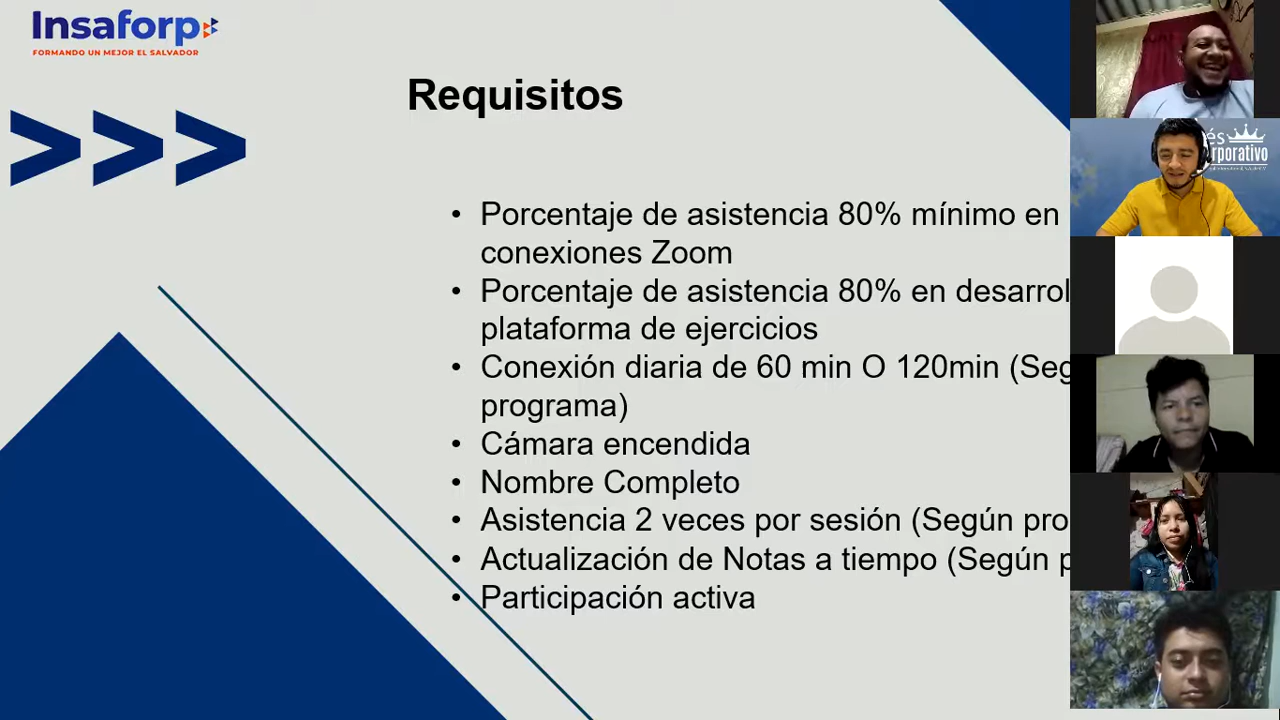 Insaforp
FORMANDO UN MEJOR EL SALVADOR
>>>
Requisitos
• Porcentaje de asistencia 80% mínimo en
conexiones Zoom
• Porcentaje de asistencia 80% en
plataforma de ejercicios
• Conexión diaria de 60 min O 120min
programa)
• Cámara encendida
• Nombre Completo
• Asistencia 2 veces por sesión (Según
• Actualización de Notas a tiempo (Según
• Participación activa